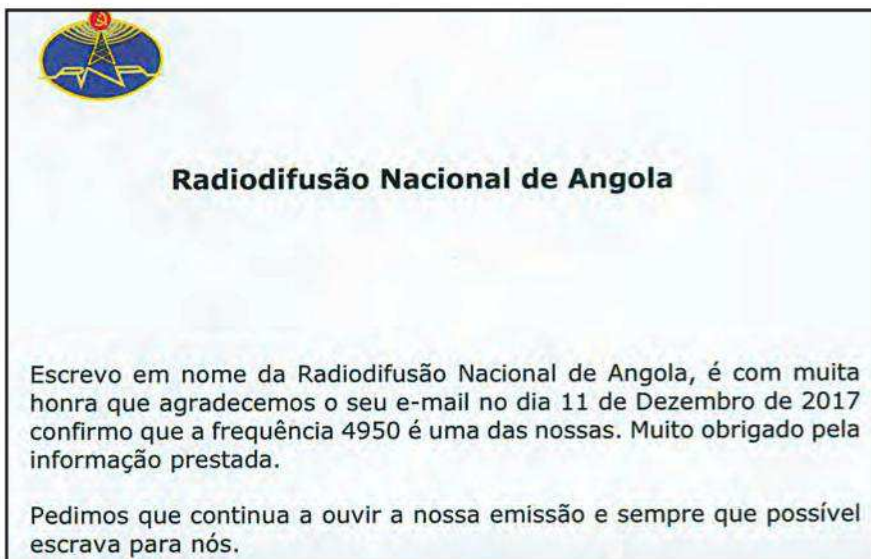 RNA
Radiodifusão Nacional de Angola
Escrevo em nome da Radiodifusão Nacional de Angola, é com muita
honra que agradecemos o seu e-mail no dia 11 de Dezembro de 2017
confirmo que a frequência 4950 é uma das nossas. Muito obrigado pela
informação prestada.
Pedimos que continua a ouvir a nossa emissão e sempre que possível
escrava para nós.